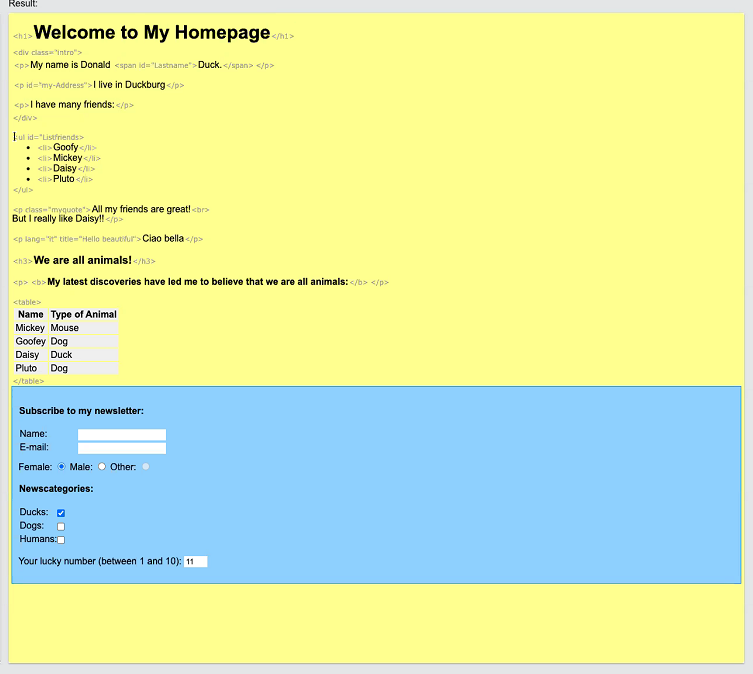 Result:
<h1>Welcome to My Homepage</h1>
<div class="intro">
<p>My name is Donald <span id="Lastname">Duck.</span></p>
<p id="my-Address">I live in Duckburg</p>
<p>I have many friends:</p>
</div>
<ul id="Listfriends>
<li>Goofy</li>
<li>Mickey</li>
<li>Daisy</li>
<li>Pluto</li>
</ul>
<p class="myquote">All my friends are great!<br>
But I really like Daisy!!</p>
<p lang="it" title="Hello beautiful">Ciao bella</p>
<h3>We are all animals!</h3>
<p><b>My latest discoveries have led me to believe that we are all animals:</b></p>
<table>
Name Type of Animal
Mickey Mouse
Goofey Dog
Daisy Duck
Pluto Dog
</table>
Subscribe to my newsletter:
Name:
E-mail:
Female: Male: Other:
Newscategories:
Ducks:
Dogs:
Humans:
Your lucky number (between 1 and 10): 11